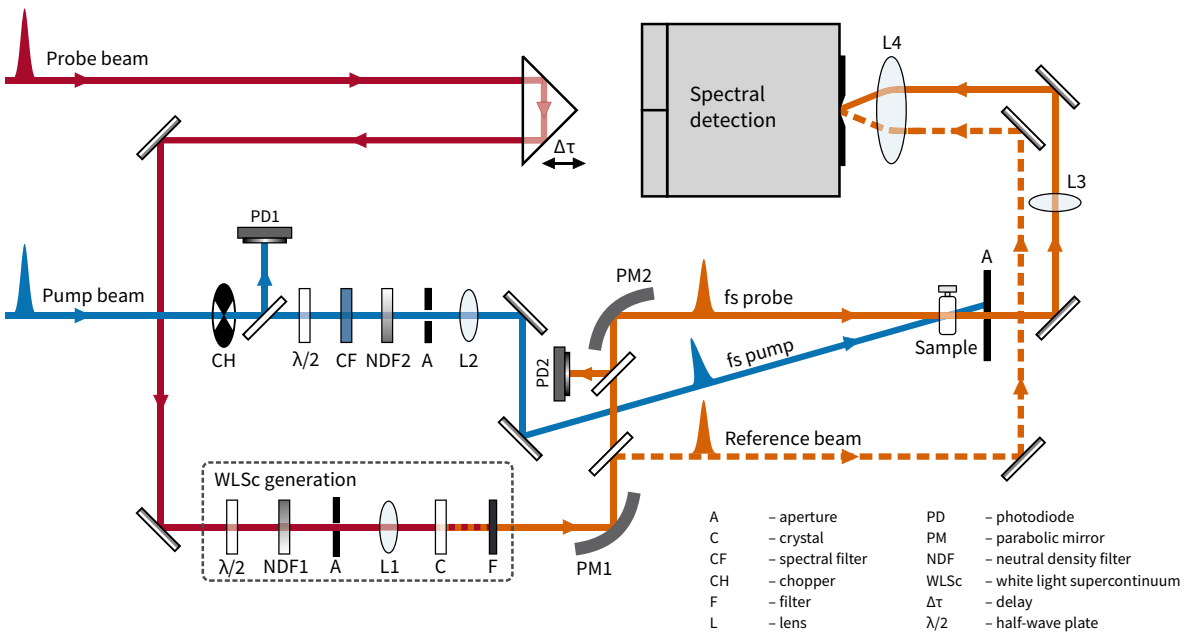 Probe beam
Δτ
Spectral
detection
L4
L3
PD1
Pump beam
CH
λ/2
CF
NDF2
A
L2
PM2
PD2
fs probe
fs pump
Sample
A
Reference beam
WLSc generation
λ/2
NDF1
A
L1
C
F
PM1
A – aperture
C – crystal
CF – spectral filter
CH – chopper
F – filter
L – lens
PD – photodiode
PM – parabolic mirror
NDF – neutral density filter
WLSc – white light supercontinuum
Δτ – delay
λ/2 – half-wave plate